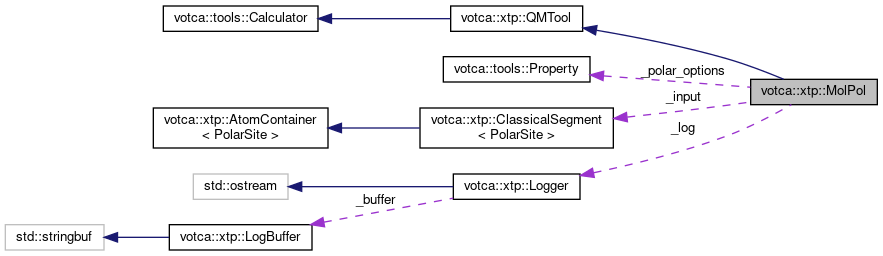 votca::tools::Calculator
votca::xtp::QMTool
votca::tools::Property
_polar_options
votca::xtp::MolPol
_input
votca::xtp::AtomContainer
< PolarSite >
votca::xtp::ClassicalSegment
< PolarSite >
_log
std::ostream
votca::xtp::Logger
_buffer
std::stringbuf
votca::xtp::LogBuffer